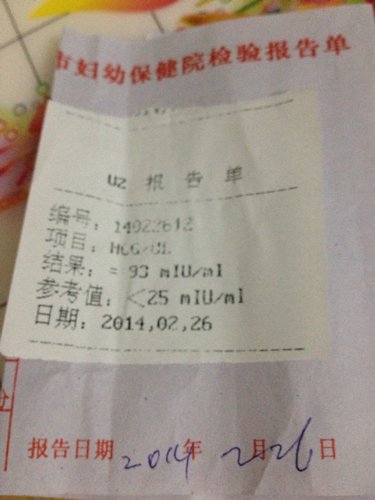 市妇幼保健院检验报告单
U2 报 告 单
编号: 14022612
项目: HCG/UL
结果: = 93 mIU/ml
参考值: <25 mIU/ml
日期: 2014,02,26
报告日期 2014年 2月26日